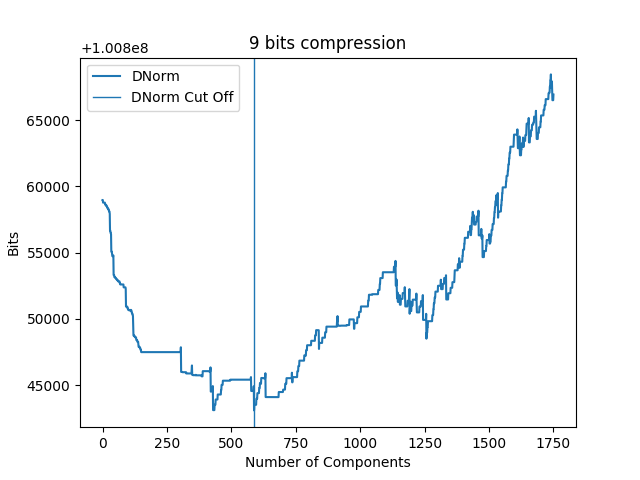 9 bits compression
+1.008e8
DNorm
DNorm Cut Off
65000
60000
55000
50000
45000
Bits
0 250 500 750 1000 1250 1500 1750
Number of Components